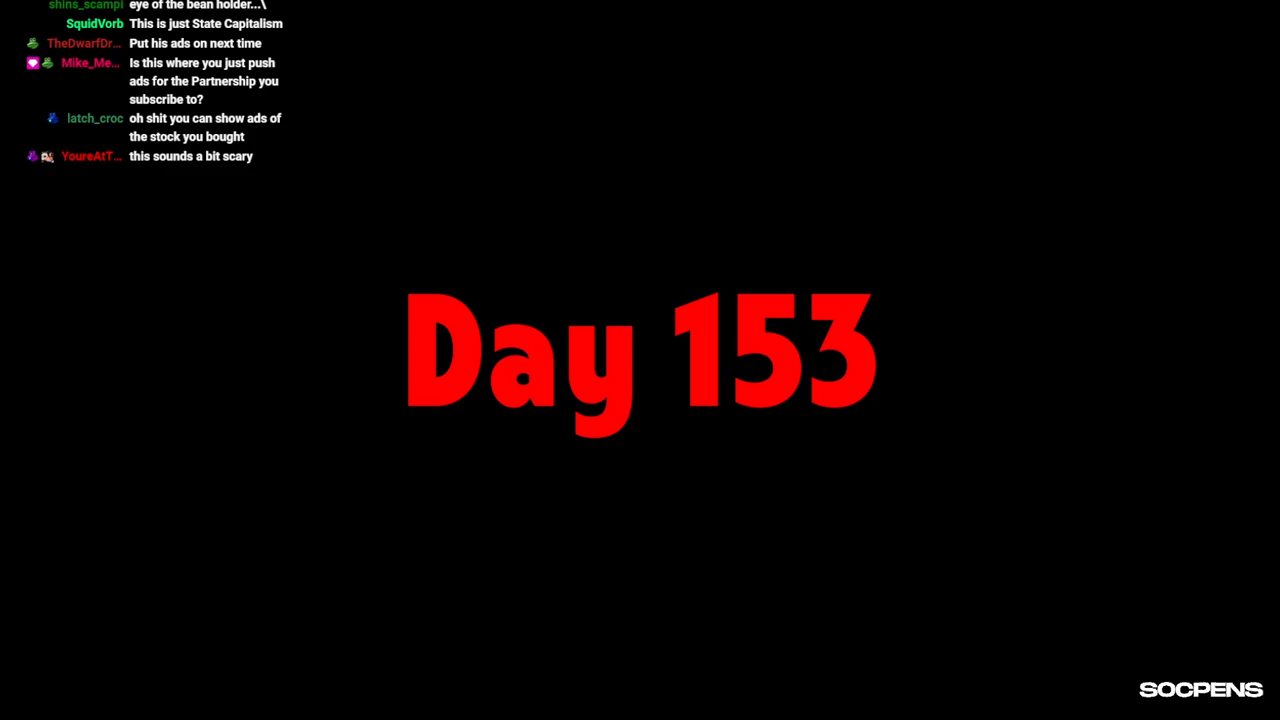 shins_scampi eye of the bean holder...\
SquidVorb This is just State Capitalism
TheDwarfDr... Put his ads on next time
Mike_Me... Is this where you just push
ads for the Partnership you
subscribe to?
latch_croc oh shit you can show ads of
the stock you bought
YoureAtT... this sounds a bit scary
Day 153
SOCPENS